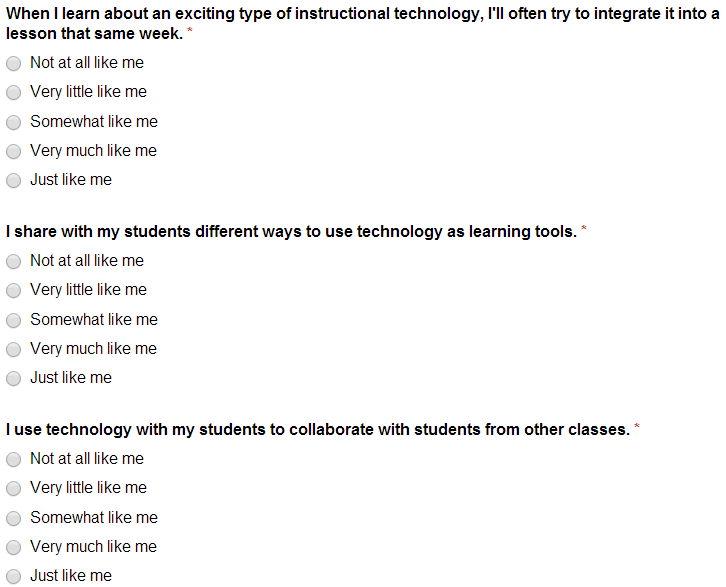 When I learn about an exciting type of instructional technology, I'll often try to integrate it into a
lesson that same week. *
Not at all like me
Very little like me
Somewhat like me
Very much like me
Just like me
I share with my students different ways to use technology as learning tools. *
Not at all like me
Very little like me
Somewhat like me
Very much like me
Just like me
I use technology with my students to collaborate with students from other classes. *
Not at all like me
Very little like me
Somewhat like me
Very much like me
Just like me